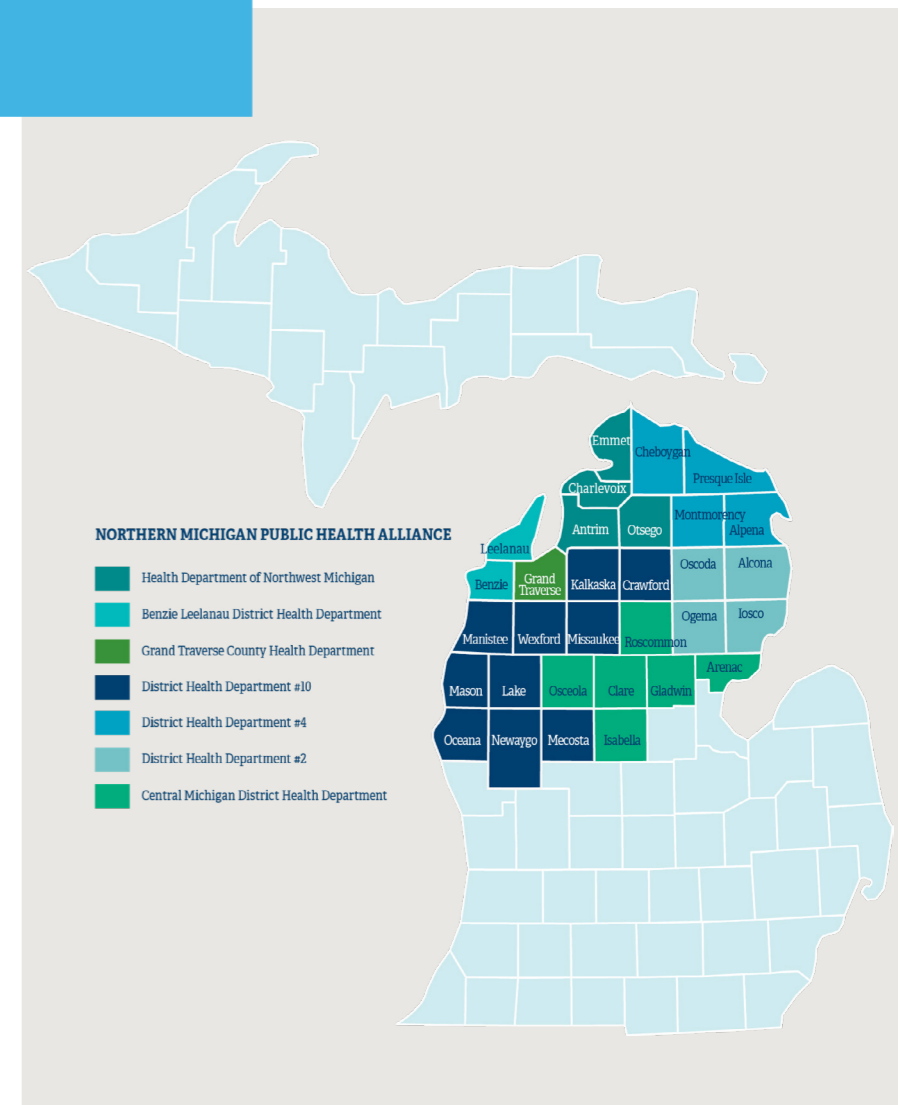 Emmet
Cheboygan
Presque Isle
Charlevoix
Montmorency
Antrim
Otsego
Alpena
NORTHERN MICHIGAN PUBLIC HEALTH ALLIANCE
Leelanau
Health Department of Northwest Michigan
Benzie
Grand
Traverse
Kalkaska
Crawford
Oscoda
Alcona
Benzie Leelanau District Health Department
Ogema
Iosco
Grand Traverse County Health Department
Manistee
Wexford
Missaukee
Roscommon
Arenac
District Health Department #10
Mason
Lake
Osceola
Clare
Gladwin
District Health Department #4
Oceana
Newaygo
Mecosta
Isabella
District Health Department #2
Central Michigan District Health Department